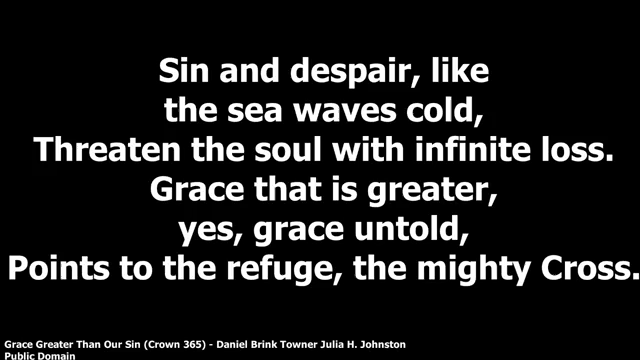 Sin and despair, like
the sea waves cold,
Threaten the soul with infinite loss.
Grace that is greater,
yes, grace untold,
Points to the refuge, the mighty Cross.
Grace Greater Than Our Sin (Crown 365) - Daniel Brink Towner Julia H. Johnston
Public Domain